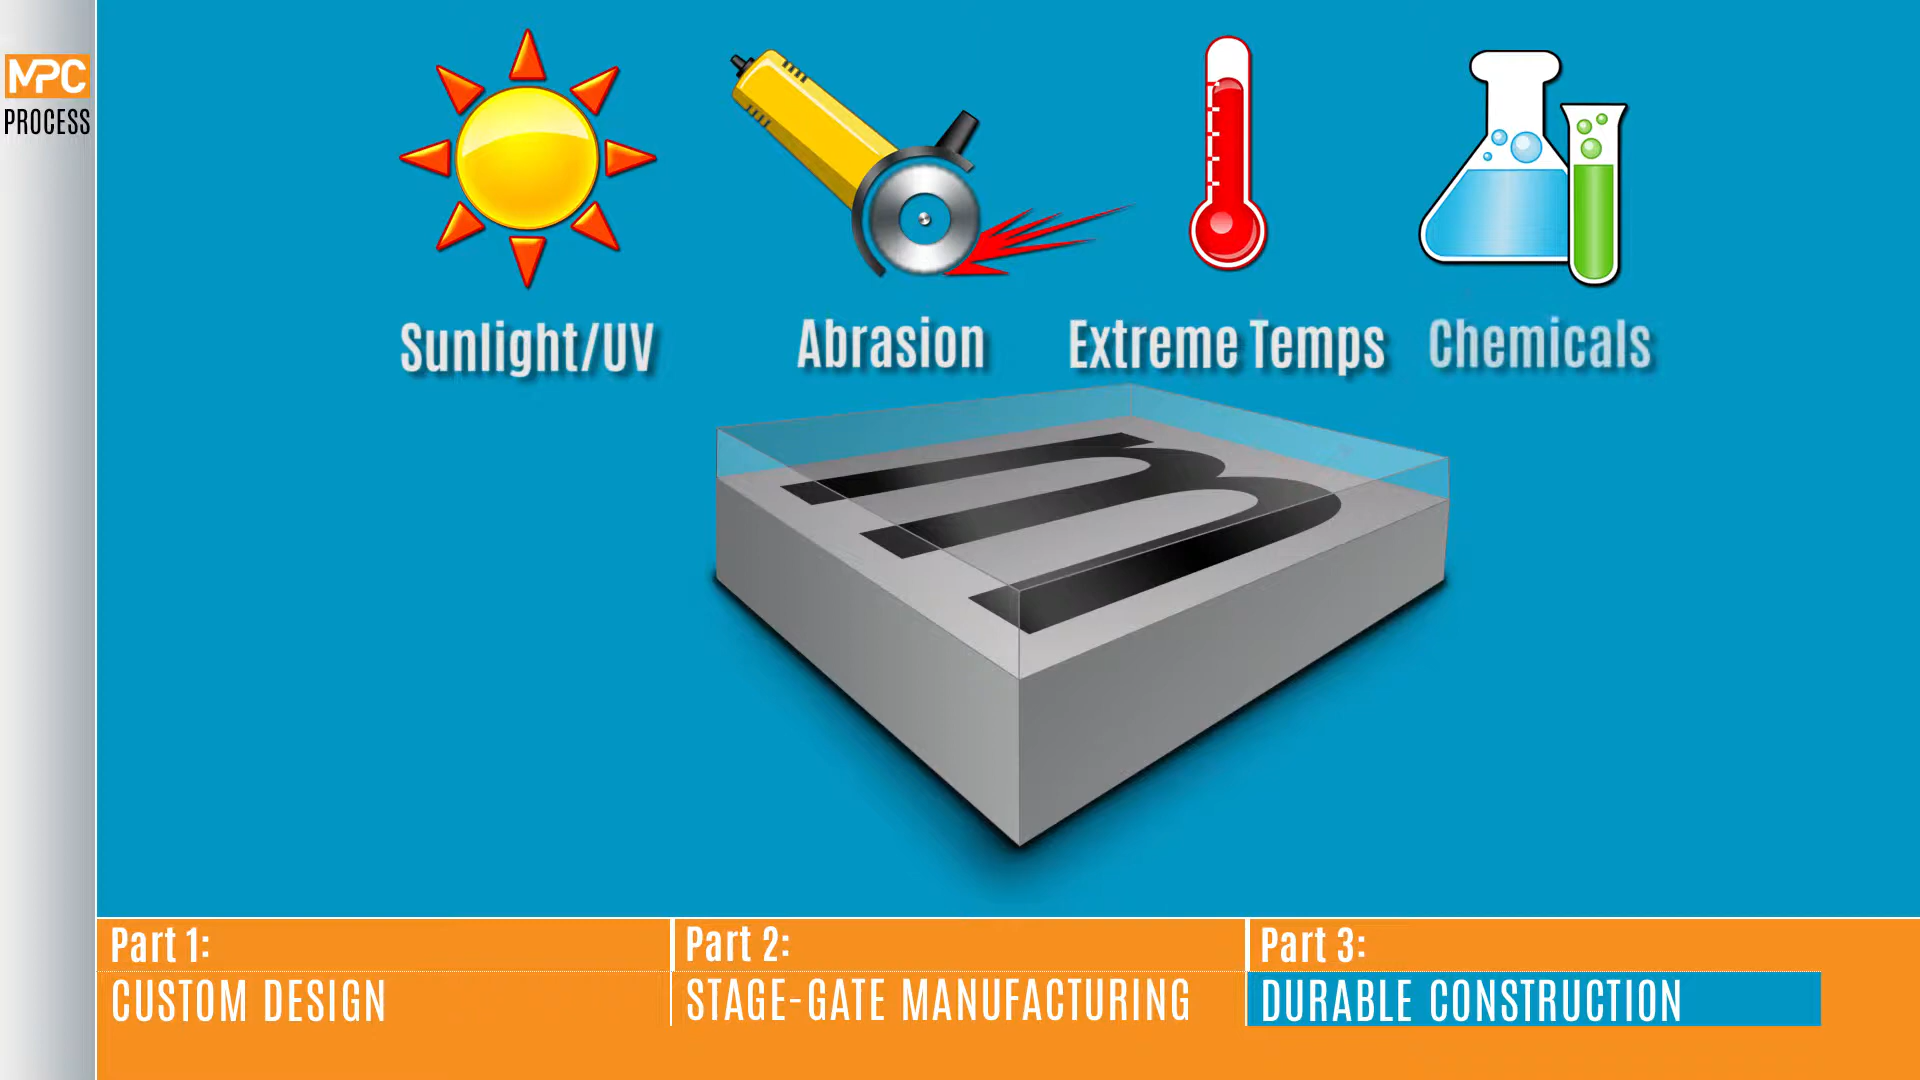 MPC
PROCESS
Sunlight/UV
Abrasion
Extreme Temps
Chemicals
B
Part 1:
CUSTOM DESIGN
Part 2:
STAGE-GATE MANUFACTURING
Part 3:
DURABLE CONSTRUCTION